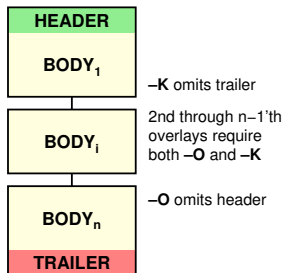 HEADER
BODY1
–K omits trailer
BODYi
2nd through n−1'th
overlays require
both –O and –K
BODYn
–O omits header
TRAILER